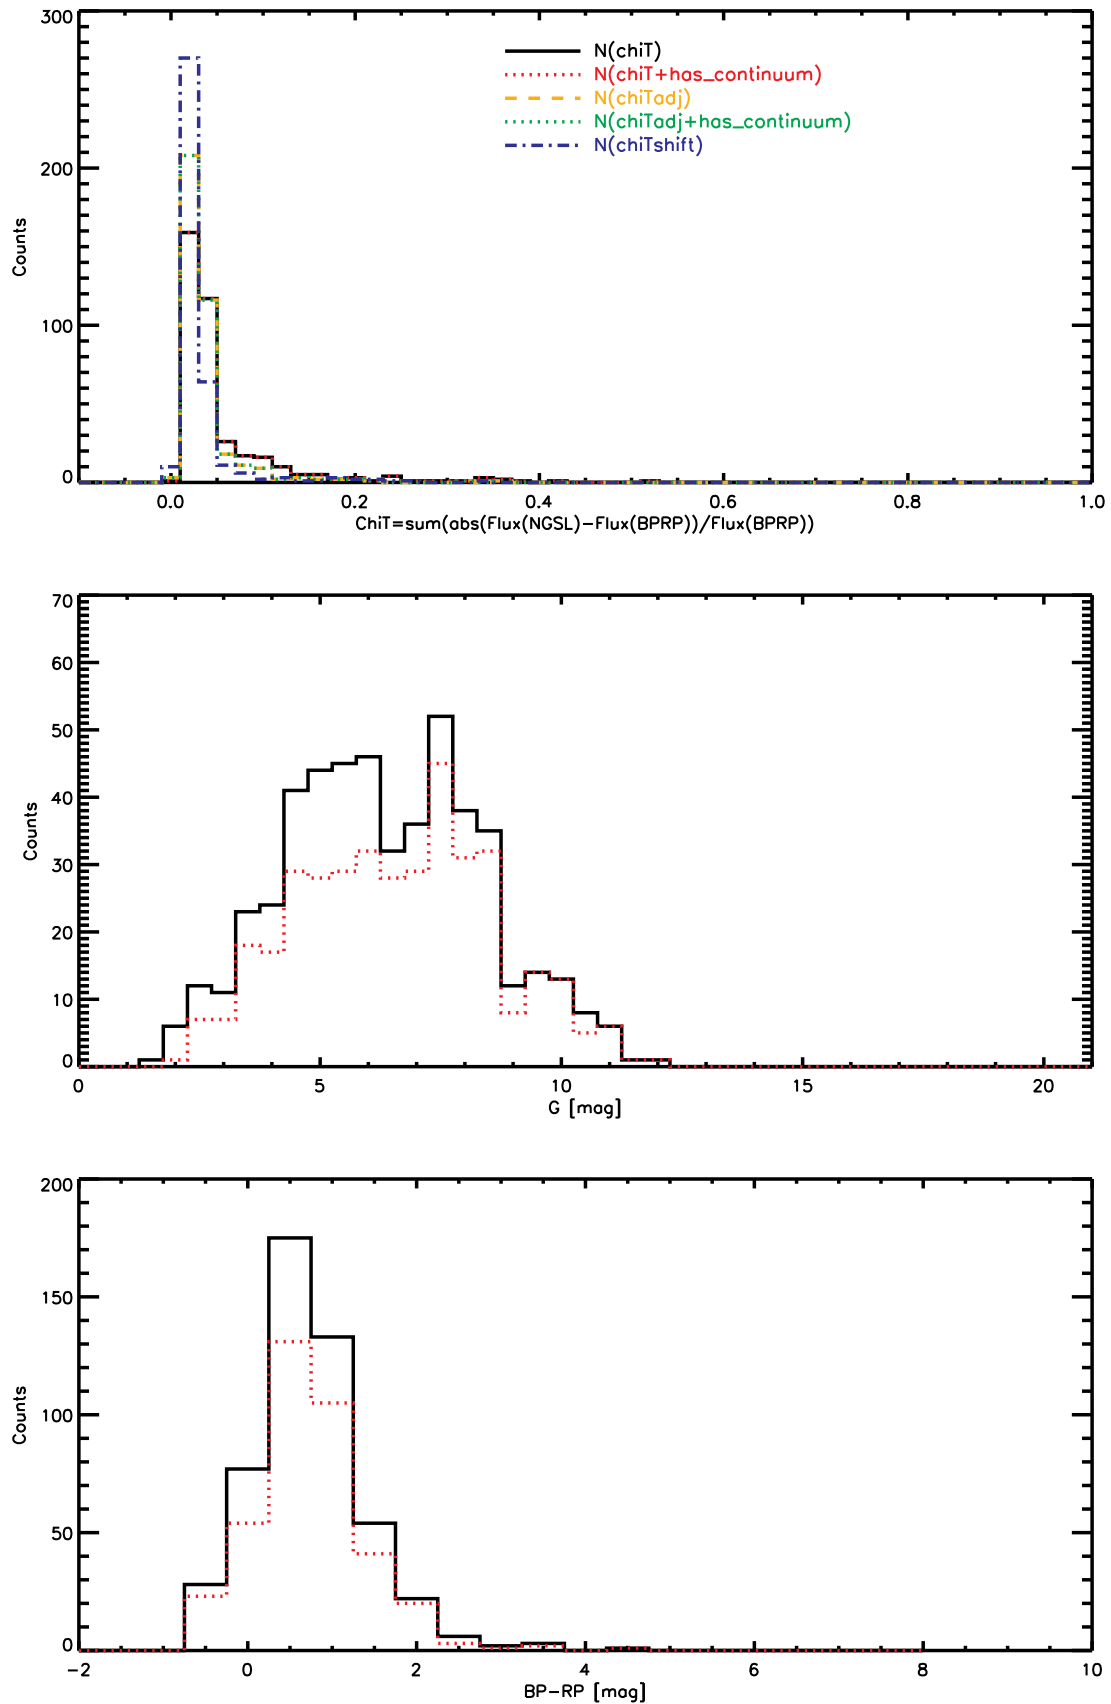 300
200
100
0
Counts
N(chiT)
N(chiT+has_continuum)
N(chiTadj)
N(chiTadj+has_continuum)
N(chiTshift)
0.0 0.2 0.4 0.6 0.8 1.0
ChiT=sum(abs(Flux(NGSL)-Flux(BPRP))/Flux(BPRP))
70
60
50
40
30
20
10
0
Counts
0 5 10 15 20
G [mag]
200
150
100
50
0
Counts
-2 0 2 4 6 8 10
BP-RP [mag]